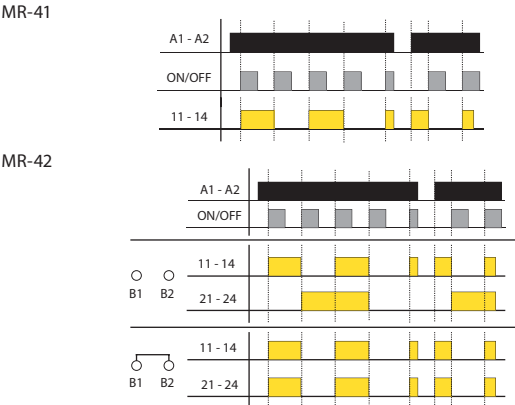 MR-41
A1 - A2
ON/OFF
11 - 14
MR-42
A1 - A2
ON/OFF
11 - 14
B1 B2
21 - 24
11 - 14
B1 B2
21 - 24